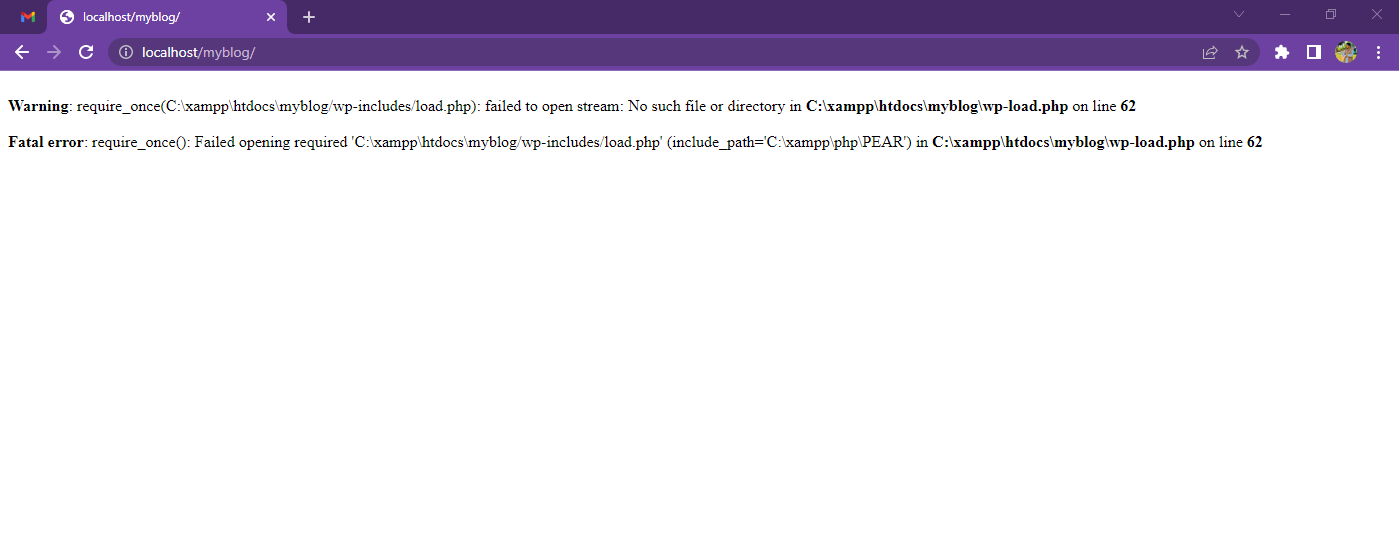 localhost/myblog/
localhost/myblog/
Warning: require_once(C:\xampp\htdocs\myblog/wp-includes/load.php): failed to open stream: No such file or directory in C:\xampp\htdocs\myblog\wp-load.php on line 62
Fatal error: require_once(): Failed opening required 'C:\xampp\htdocs\myblog/wp-includes/load.php' (include_path='C:\xampp\php\PEAR') in C:\xampp\htdocs\myblog\wp-load.php on line 62